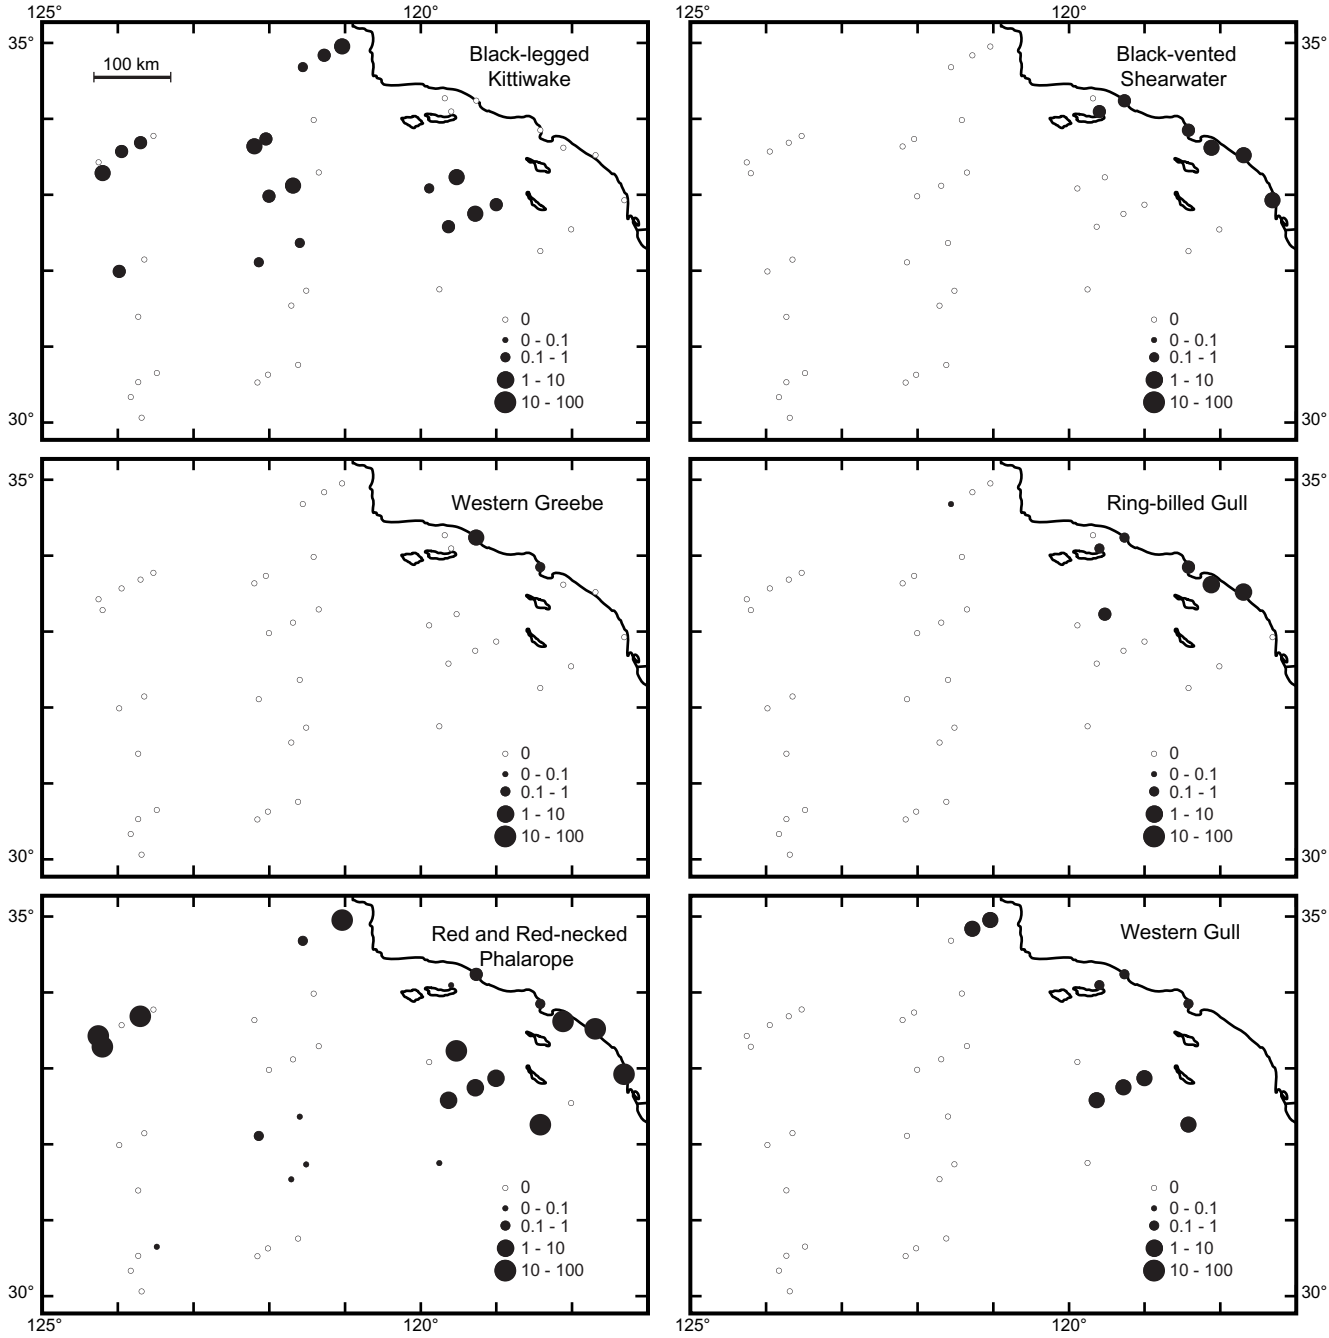 125°
120°
125°
120°
35°
Black-legged
Kittiwake
100 km
0
0 - 0.1
0.1 - 1
1 - 10
10 - 100
30°
Black-vented
Shearwater
35°
0
0 - 0.1
0.1 - 1
1 - 10
10 - 100
30°
35°
Western Greebe
0
0 - 0.1
0.1 - 1
1 - 10
10 - 100
30°
Ring-billed Gull
35°
0
0 - 0.1
0.1 - 1
1 - 10
10 - 100
30°
35°
Red and Red-necked
Phalarope
0
0 - 0.1
0.1 - 1
1 - 10
10 - 100
30°
125°
120°
Western Gull
35°
0
0 - 0.1
0.1 - 1
1 - 10
10 - 100
30°
125°
120°